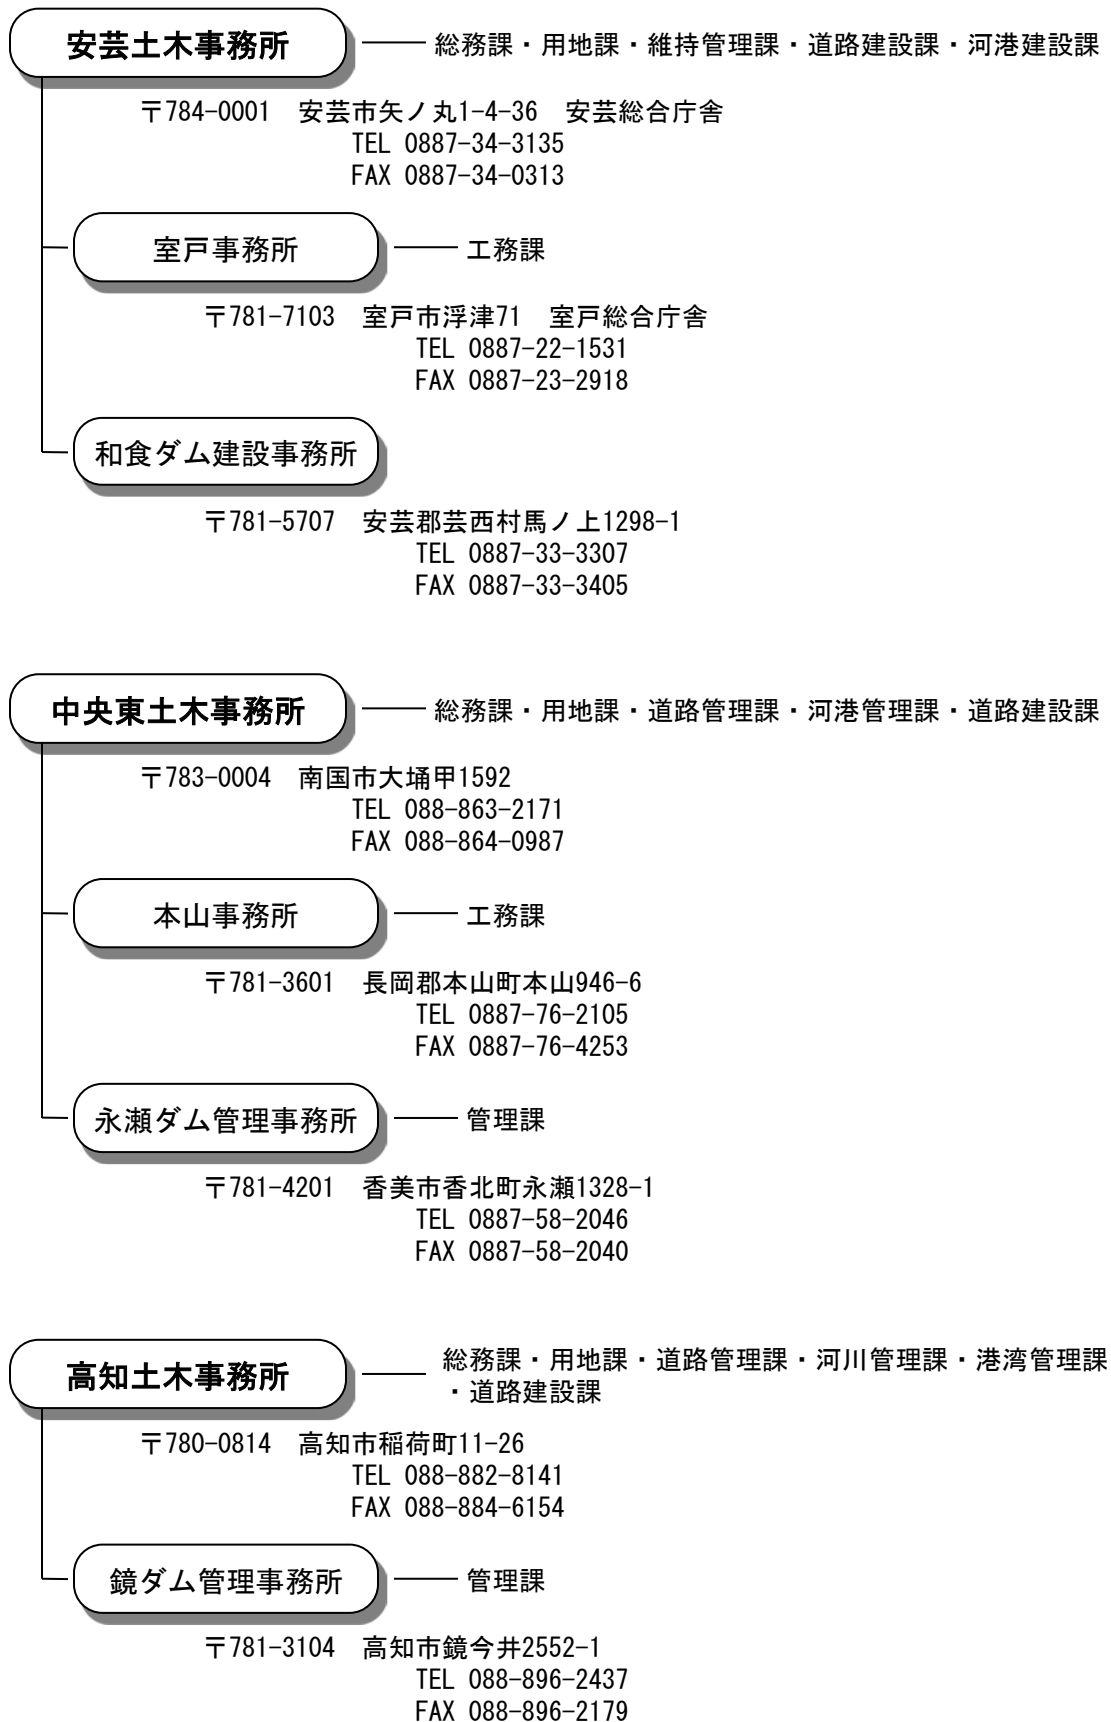 安芸土木事務所 総務課・用地課・維持管理課・道路建設課・河港建設課
〒784-0001 安芸市矢ノ丸1-4-36 安芸総合庁舎
TEL 0887-34-3135
FAX 0887-34-0313
室戸事務所 工務課
〒781-7103 室戸市浮津71 室戸総合庁舎
TEL 0887-22-1531
FAX 0887-23-2918
和食ダム建設事務所
〒781-5707 安芸郡芸西村馬ノ上1298-1
TEL 0887-33-3307
FAX 0887-33-3405
中央東土木事務所 総務課・用地課・道路管理課・河港管理課・道路建設課
〒783-0004 南国市大埇甲1592
TEL 088-863-2171
FAX 088-864-0987
本山事務所 工務課
〒781-3601 長岡郡本山町本山946-6
TEL 0887-76-2105
FAX 0887-76-4253
永瀬ダム管理事務所 管理課
〒781-4201 香美市香北町永瀬1328-1
TEL 0887-58-2046
FAX 0887-58-2040
高知土木事務所 総務課・用地課・道路管理課・河川管理課・港湾管理課
・道路建設課
〒780-0814 高知市稲荷町11-26
TEL 088-882-8141
FAX 088-884-6154
鏡ダム管理事務所 管理課
〒781-3104 高知市鏡今井2552-1
TEL 088-896-2437
FAX 088-896-2179